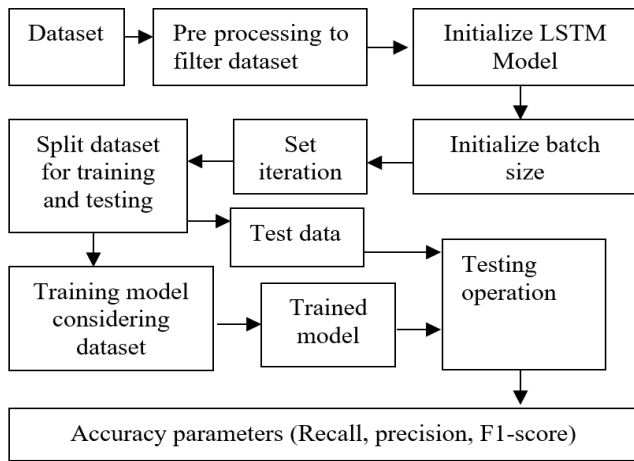 Dataset
Pre processing to
filter dataset
Initialize LSTM
Model
Initialize batch
size
Set
iteration
Split dataset
for training
and testing
Test data
Training model
considering
dataset
Trained
model
Testing
operation
Accuracy parameters (Recall, precision, F1-score)